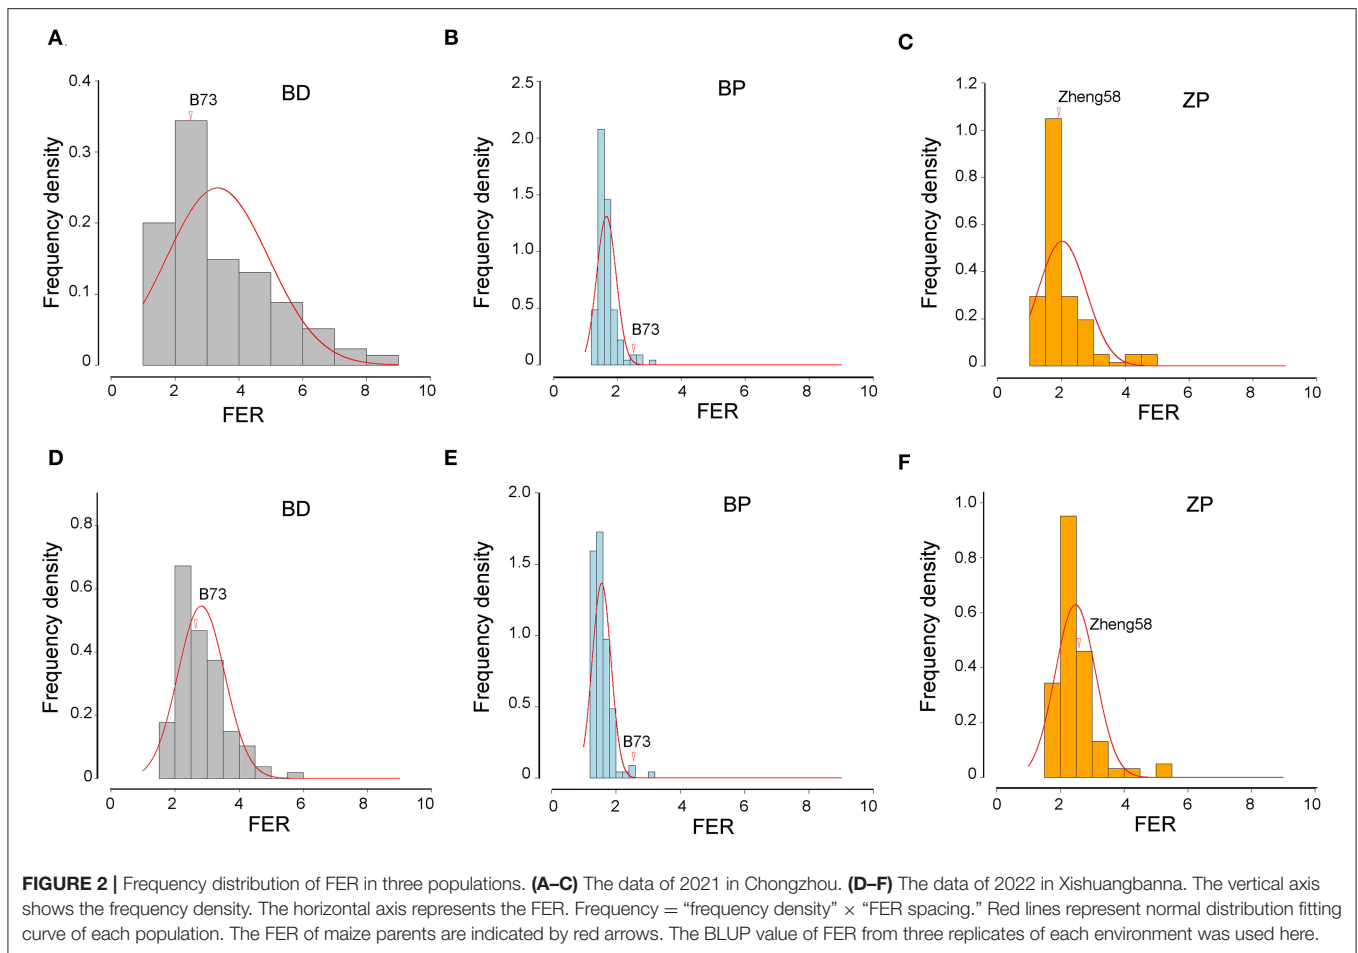 A
BD
B73
0.4
0.3
0.2
0.1
0
Frequency density
0 2 4 6 8 10
FER
B
BP
B73
2.5
2.0
1.5
1.0
0.5
0
Frequency density
0 2 4 6 8 10
FER
C
ZP
Zheng58
1.2
1.0
0.8
0.6
0.4
0.2
0
Frequency density
0 2 4 6 8 10
FER
D
BD
B73
0.8
0.6
0.4
0.2
0
Frequency density
0 2 4 6 8 10
FER
E
BP
B73
2.0
1.5
1.0
0.5
0
Frequency density
0 2 4 6 8 10
FER
F
ZP
Zheng58
1.0
0.8
0.6
0.4
0.2
0
Frequency density
0 2 4 6 8 10
FER
FIGURE 2 | Frequency distribution of FER in three populations. (A–C) The data of 2021 in Chongzhou. (D–F) The data of 2022 in Xishuangbanna. The vertical axis
shows the frequency density. The horizontal axis represents the FER. Frequency = “frequency density” × “FER spacing.” Red lines represent normal distribution fitting
curve of each population. The FER of maize parents are indicated by red arrows. The BLUP value of FER from three replicates of each environment was used here.